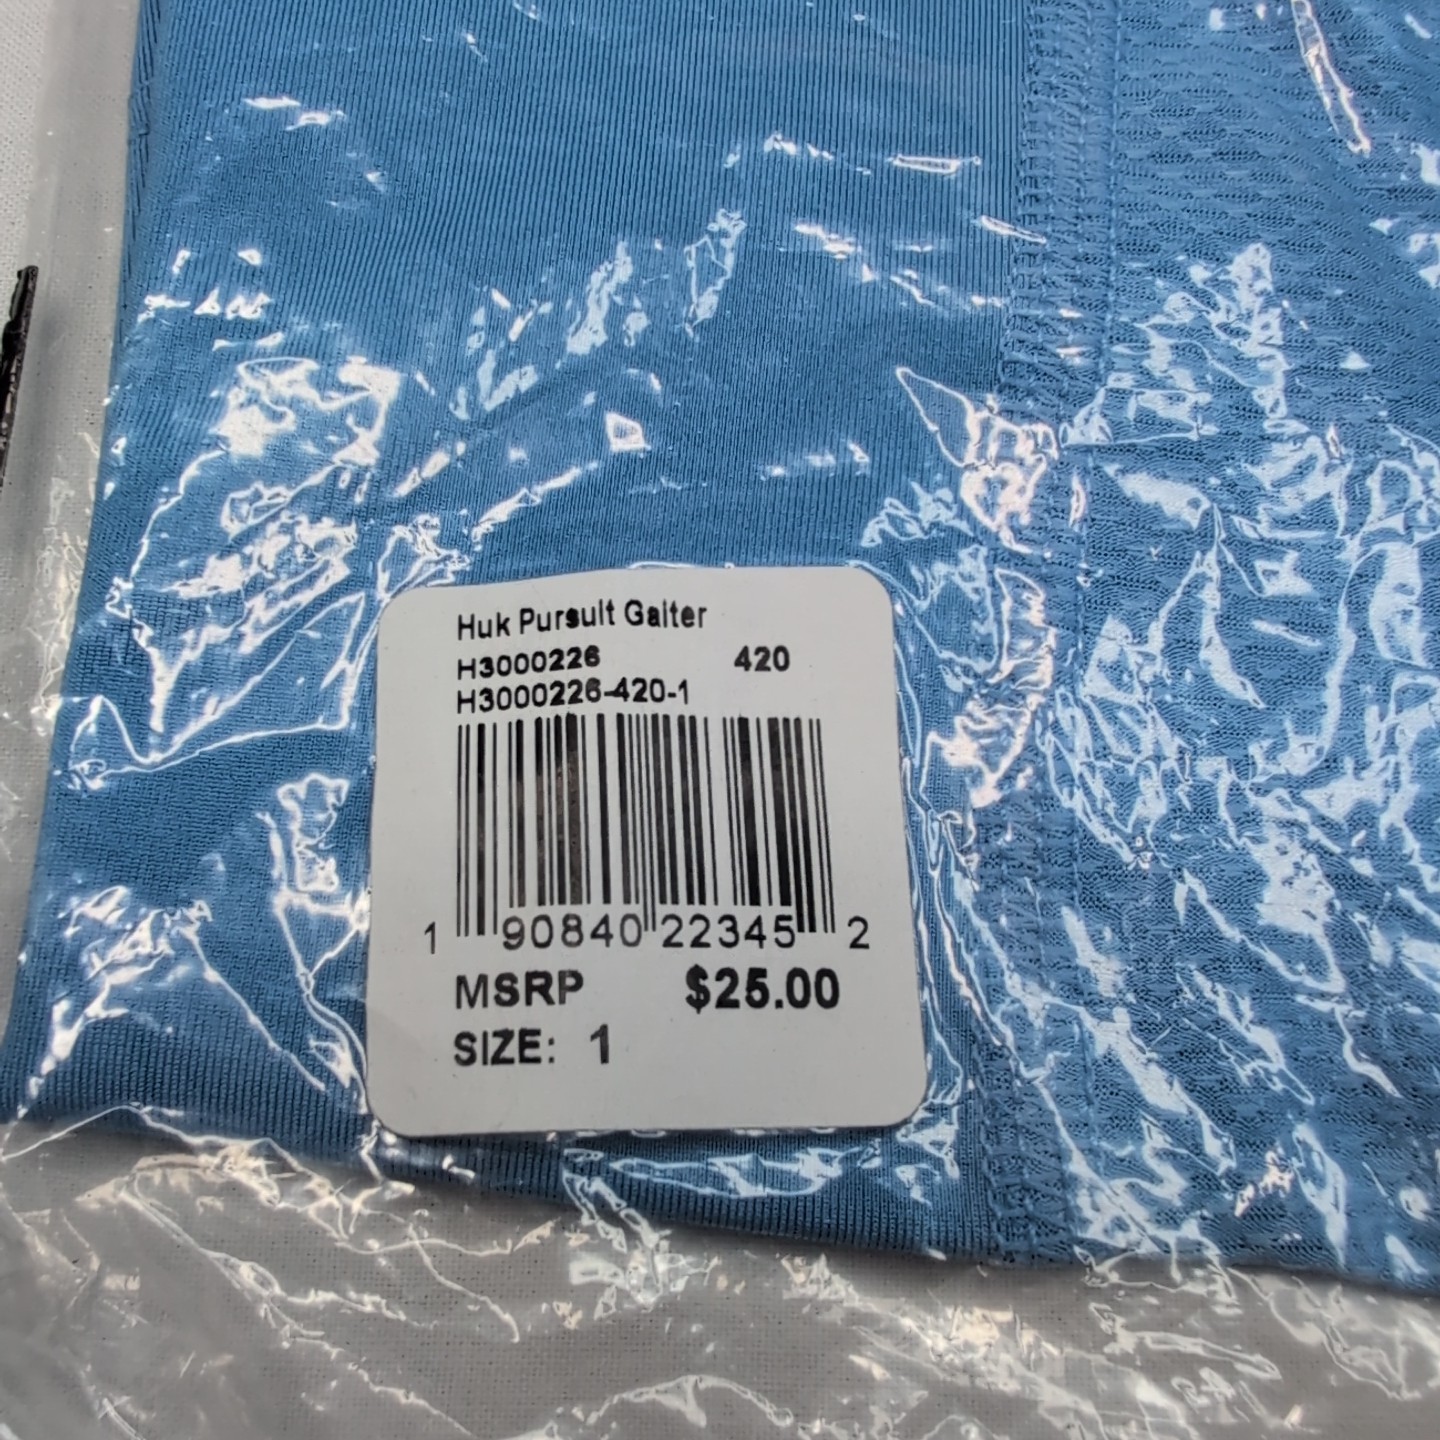 Huk Pursuit Gaiter
H3000226 420
H3000226-420-1
1 90840 22345 2
MSRP $25.00
SIZE: 1